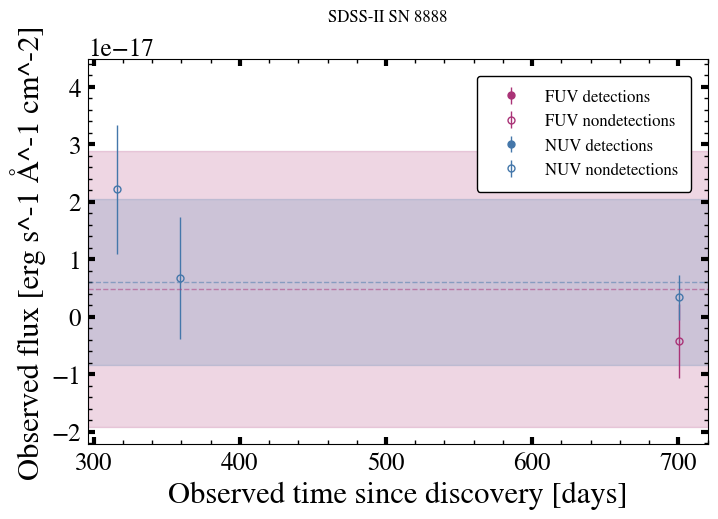 SDSS-II SN 8888
1e−17
Observed flux [erg s^-1 Å^-1 cm^-2]
4
3
2
1
0
−1
−2
FUV detections
FUV nondetections
NUV detections
NUV nondetections
300 400 500 600 700
Observed time since discovery [days]